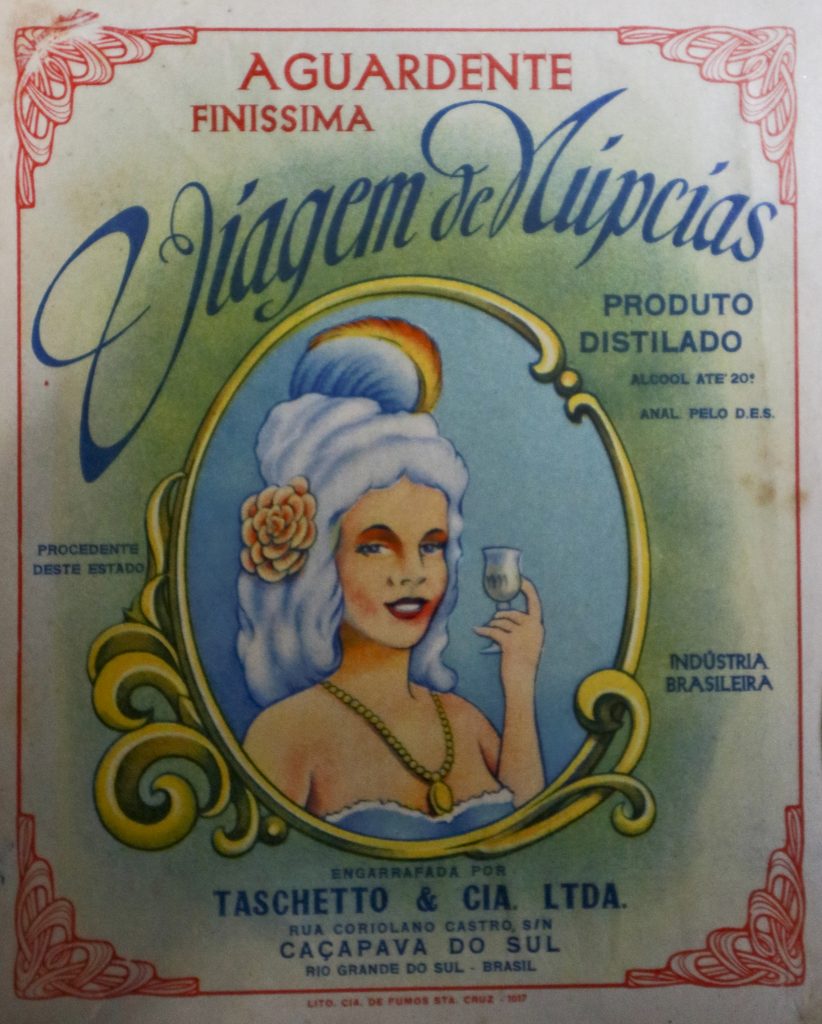 AGUARDENTE
FINISSIMA
Viagem de Núpcias
PRODUTO
DISTILADO
ALCOOL ATÉ 20º
ANAL. PELO D.E.S.
PROCEDENTE
DESTE ESTADO
INDÚSTRIA
BRASILEIRA
ENGARRAFADA POR
TASCHETTO & CIA. LTDA.
RUA CORIOLANO CASTRO, S/N
CAÇAPAVA DO SUL
RIO GRANDE DO SUL - BRASIL
LITO. CIA. DE FUMOS STA. CRUZ - 1017